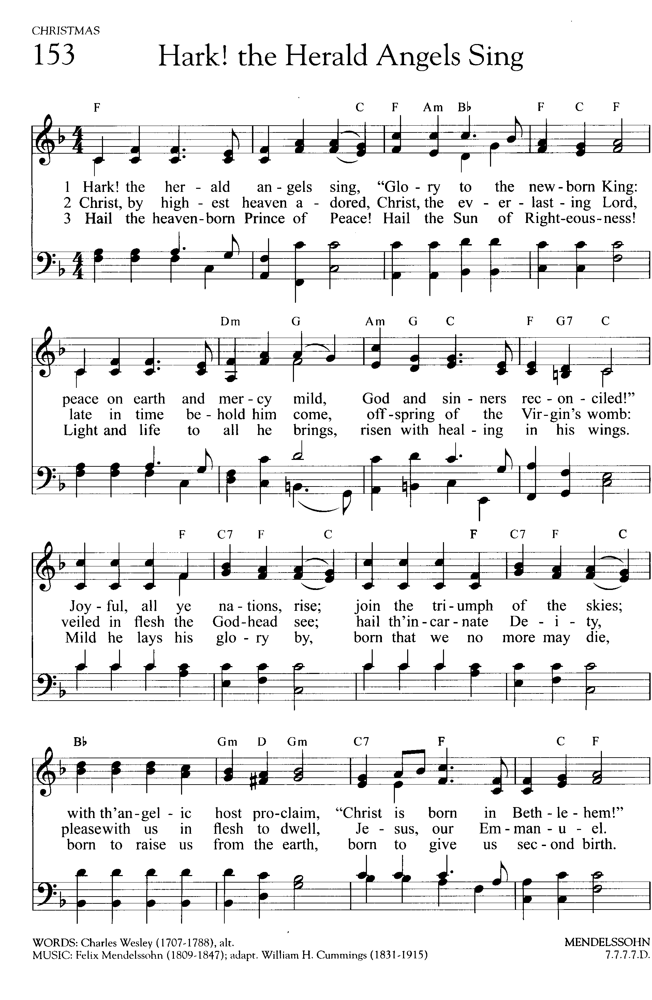 CHRISTMAS
153 Hark! the Herald Angels Sing
F C F Am B♭ F C F
1 Hark! the her - ald an - gels sing, “Glo - ry to the new - born King:
2 Christ, by high - est heaven a - dored, Christ, the ev - er - last - ing Lord,
3 Hail the heaven - born Prince of Peace! Hail the Sun of Right - eous - ness!
Dm G Am G C F G7 C
peace on earth and mer - cy mild, God and sin - ners rec - on - ciled!”
late in time be - hold him come, off - spring of the Vir - gin’s womb:
Light and life to all he brings, risen with heal - ing in his wings.
F C7 F C F C7 F C
Joy - ful, all ye na - tions, rise; join the tri - umph of the skies;
veiled in flesh the God - head see; hail th’in - car - nate De - i - ty,
Mild he lays his glo - ry by, born that we no more may die,
B♭ Gm D Gm C7 F C F
with th’an - gel - ic host pro - claim, “Christ is born in Beth - le - hem!”
pleasewith us in flesh to dwell, Je - sus, our Em - man - u - el.
born to raise us from the earth, born to give us sec - ond birth.
WORDS: Charles Wesley (1707-1788), alt. MENDELSSOHN
MUSIC: Felix Mendelssohn (1809-1847); adapt. William H. Cummings (1831-1915) 7.7.7.7.D.